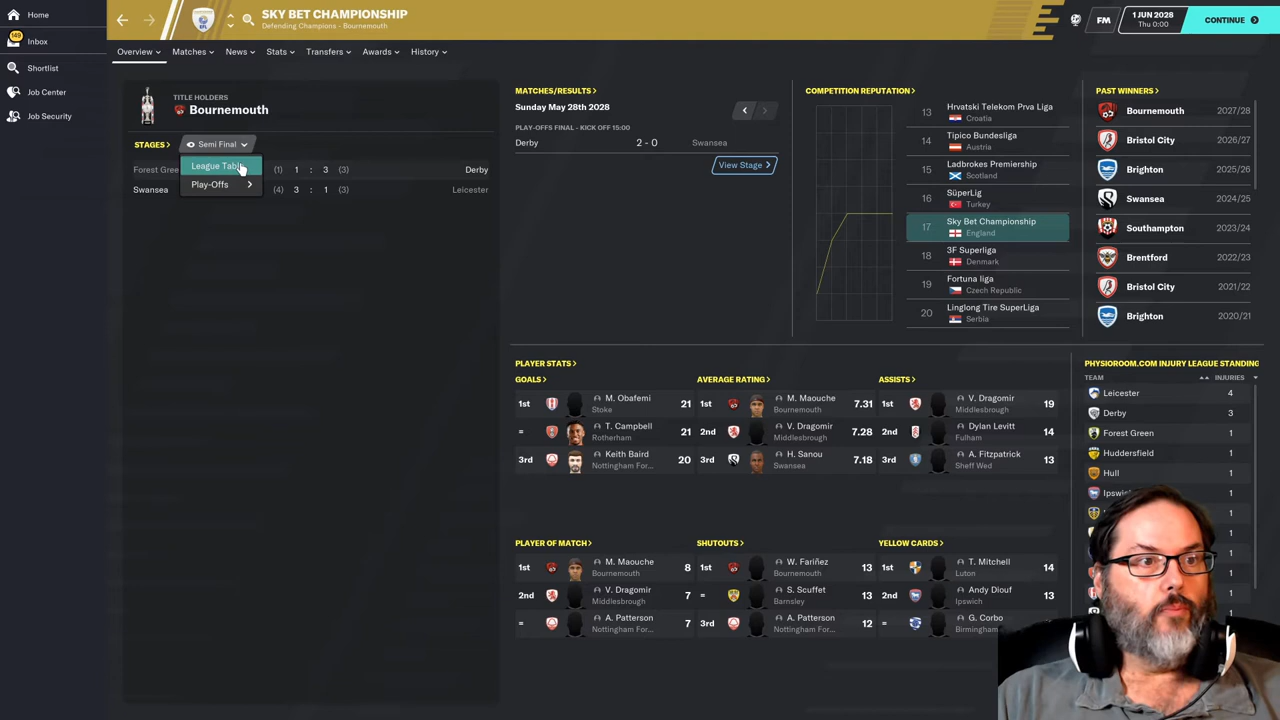 Home
149
Inbox
Shortlist
Job Center
Job Security
SKY BET CHAMPIONSHIP
Defending Champions - Bournemouth
FM
1 JUN 2028
Thu 0:00
CONTINUE
Overview
Matches
News
Stats
Transfers
Awards
History
TITLE HOLDERS
Bournemouth
STAGES >
Semi Final
League Table
Play-Offs
Forest Gree
(1) 1 : 3 (3)
Derby
Swansea
(4) 3 : 1 (3)
Leicester
MATCHES/RESULTS >
Sunday May 28th 2028
PLAY-OFFS FINAL - KICK OFF 15:00
Derby 2 - 0 Swansea
View Stage >
COMPETITION REPUTATION >
13 Hrvatski Telekom Prva Liga
Croatia
14 Tipico Bundesliga
Austria
15 Ladbrokes Premiership
Scotland
16 SüperLig
Turkey
17 Sky Bet Championship
England
18 3F Superliga
Denmark
19 Fortuna liga
Czech Republic
20 Linglong Tire SuperLiga
Serbia
PAST WINNERS >
Bournemouth 2027/28
Bristol City 2026/27
Brighton 2025/26
Swansea 2024/25
Southampton 2023/24
Brentford 2022/23
Bristol City 2021/22
Brighton 2020/21
PLAYER STATS >
GOALS >
1st M. Obafemi 21
Stoke
= T. Campbell 21
Rotherham
3rd Keith Baird 20
Nottingham For...
AVERAGE RATING >
1st M. Maouche 7.31
Bournemouth
2nd V. Dragomir 7.28
Middlesbrough
3rd H. Sanou 7.18
Swansea
ASSISTS >
1st V. Dragomir 19
Middlesbrough
2nd Dylan Levitt 14
Fulham
3rd A. Fitzpatrick 13
Sheff Wed
PLAYER OF MATCH >
1st M. Maouche 8
Bournemouth
2nd V. Dragomir 7
Middlesbrough
= A. Patterson 7
Nottingham For...
SHUTOUTS >
1st W. Fariñez 13
Bournemouth
= S. Scuffet 13
Barnsley
3rd A. Patterson 12
Nottingham For...
YELLOW CARDS >
1st T. Mitchell 14
Luton
2nd Andy Diouf 13
Ipswich
= G. Corbo
Birmingham
PHYSIOROOM.COM INJURY LEAGUE STANDING
TEAM INJURIES
Leicester 4
Derby 3
Forest Green 1
Huddersfield 1
Hull 1
Ipswich 1
1
1
1
1
1
1